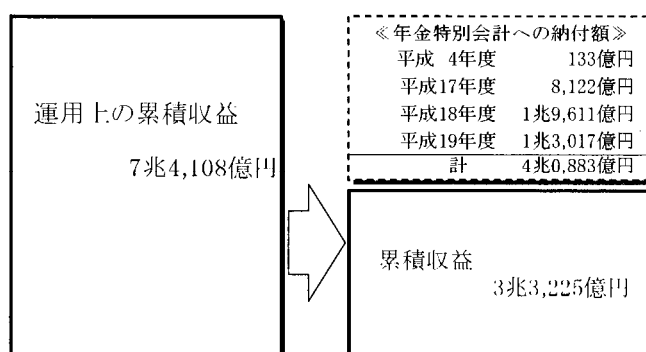 運用上の累積収益
7兆4,108億円
≪年金特別会計への納付額≫
平成 4年度 133億円
平成17年度 8,122億円
平成18年度 1兆9,611億円
平成19年度 1兆3,017億円
計 4兆0,883億円
累積収益
3兆3,225億円